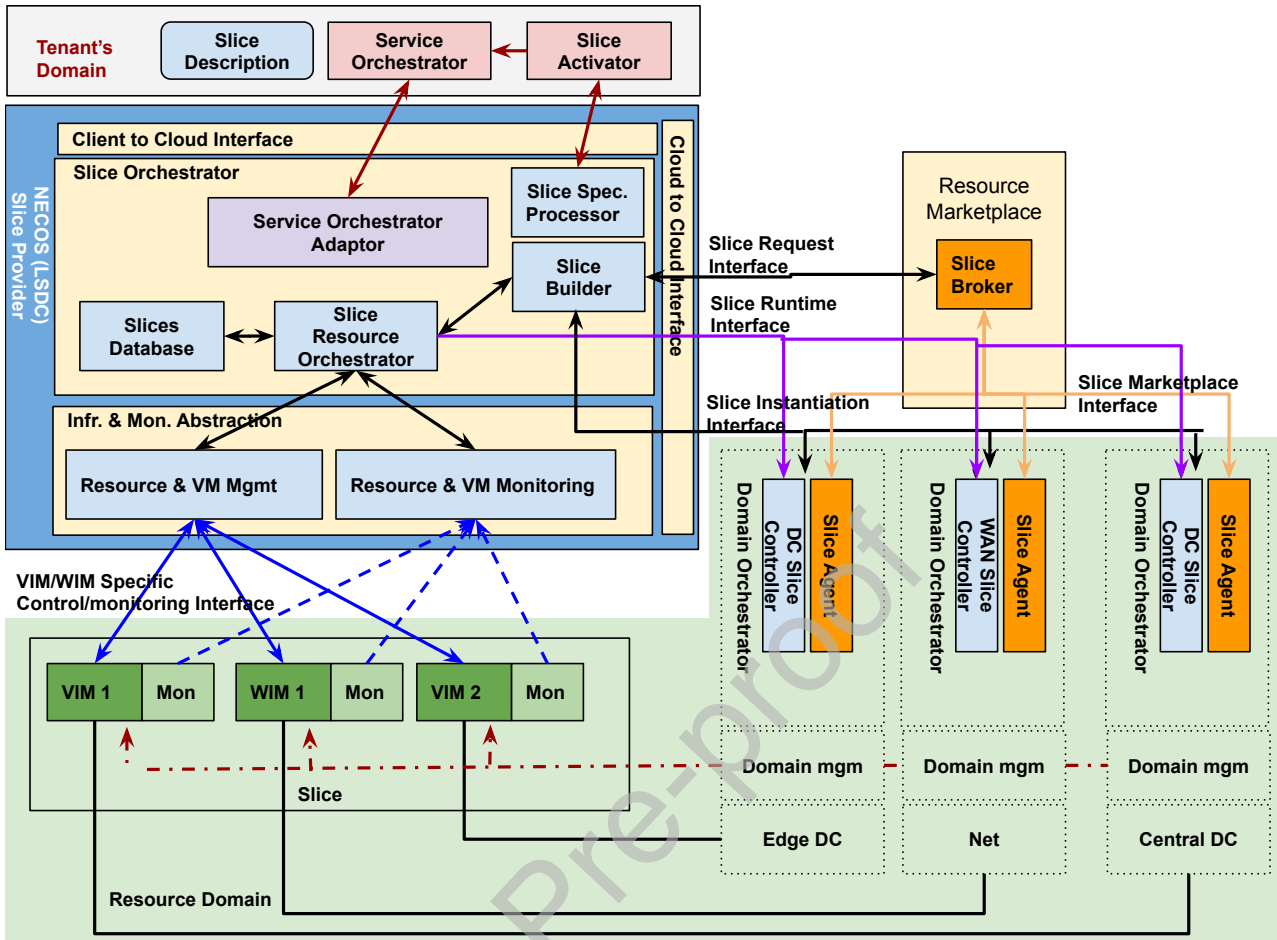 Tenant's
Domain
Slice
Description
Service
Orchestrator
Slice
Activator
Client to Cloud Interface
Cloud to Cloud Interface
NECOS (LSDC)
Slice Provider
Slice Orchestrator
Slice Spec.
Processor
Service Orchestrator
Adaptor
Slice
Builder
Slices
Database
Slice
Resource
Orchestrator
Infr. & Mon. Abstraction
Resource & VM Mgmt
Resource & VM Monitoring
Resource
Marketplace
Slice
Broker
Slice Request
Interface
Slice Runtime
Interface
Slice Marketplace
Interface
Slice Instantiation
Interface
VIM/WIM Specific
Control/monitoring Interface
Domain Orchestrator
DC Slice
Controller
Slice Agent
Domain Orchestrator
WAN Slice
Controller
Slice Agent
Domain Orchestrator
DC Slice
Controller
Slice Agent
VIM 1
Mon
WIM 1
Mon
VIM 2
Mon
Slice
Domain mgm
Domain mgm
Domain mgm
Edge DC
Net
Central DC
Resource Domain
Pre-proof